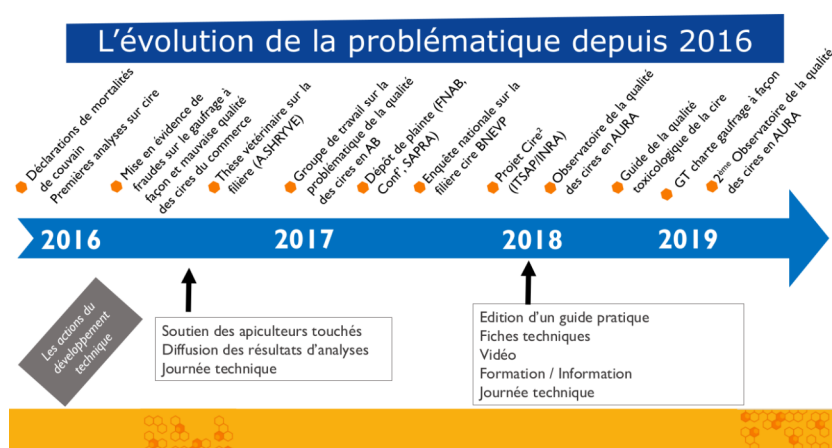 L'évolution de la problématique depuis 2016
Déclarations de mortalités
de couvain
Premières analyses sur cire
Mise en évidence de
fraudes sur le gaufrage à
façon et mauvaise qualité
des cires du commerce
Thèse vétérinaire sur la
filière (A.SHRYVE)
Groupe de travail sur la
problématique de la qualité
des cires en AB
Dépôt de plainte (FNAB,
Conf', SAPRA)
Enquête nationale sur la
filière cire BNEVP
Projet Cire²
(ITSAP/INRA)
Observatoire de la qualité
des cires en AURA
Guide de la qualité
toxicologique de la cire
GT charte gaufrage à façon
2ème Observatoire de la qualité
des cires en AURA
2016
2017
2018
2019
Les actions du
développement
technique
Soutien des apiculteurs touchés
Diffusion des résultats d'analyses
Journée technique
Edition d'un guide pratique
Fiches techniques
Vidéo
Formation / Information
Journée technique